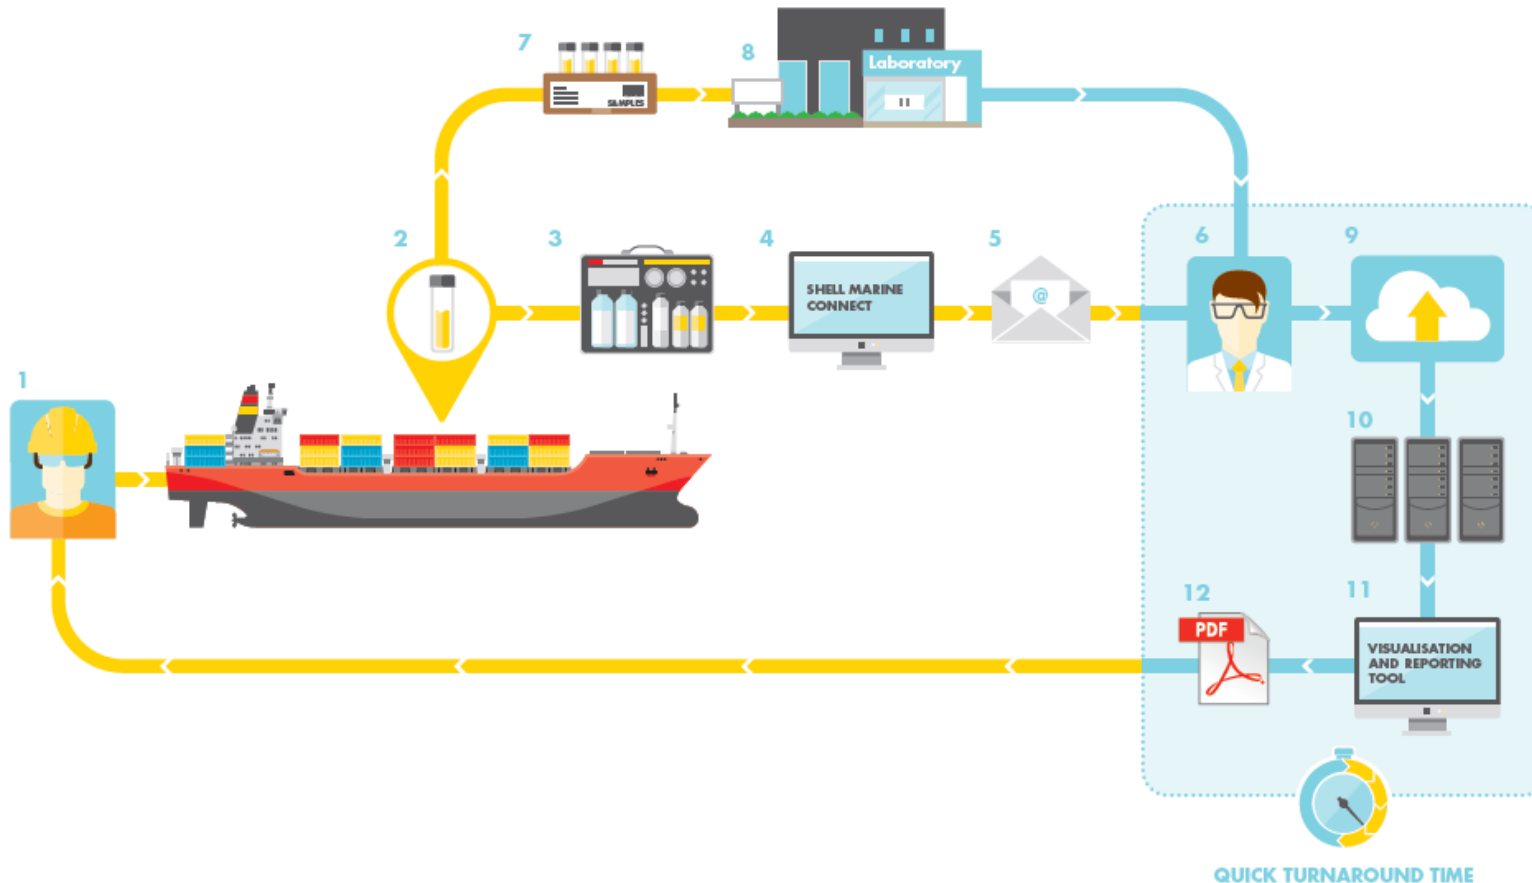 7
8
Laboratory
SAMPLES
2
3
4
5
6
9
SHELL MARINE
CONNECT
@
1
10
12
11
PDF
VISUALISATION
AND REPORTING
TOOL
QUICK TURNAROUND TIME